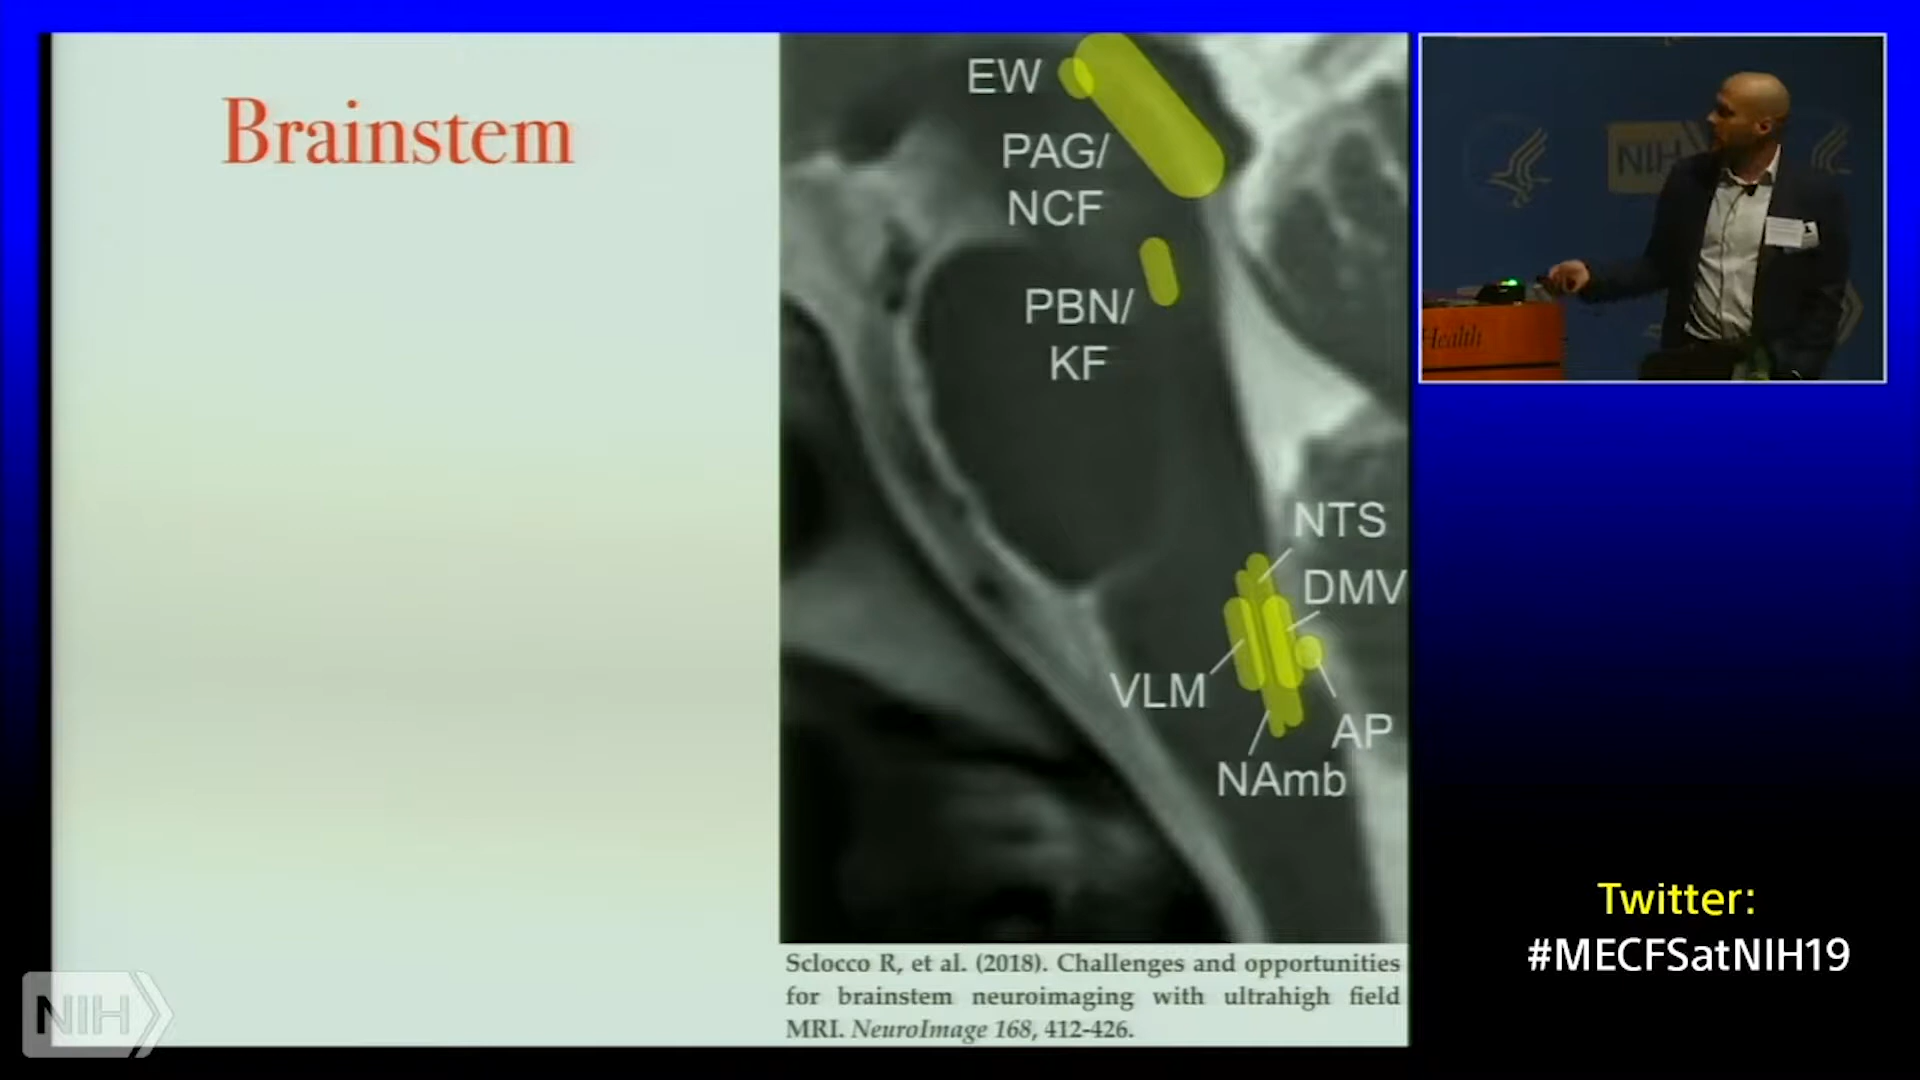 Brainstem
EW
PAG/
NCF
PBN/
KF
NTS
DMV
VLM
AP
NAmb
Sclocco R, et al. (2018). Challenges and opportunities
for brainstem neuroimaging with ultrahigh field
MRI. NeuroImage 168, 412-426.
NIH
Health
Twitter:
#MECFSatNIH19
NIH